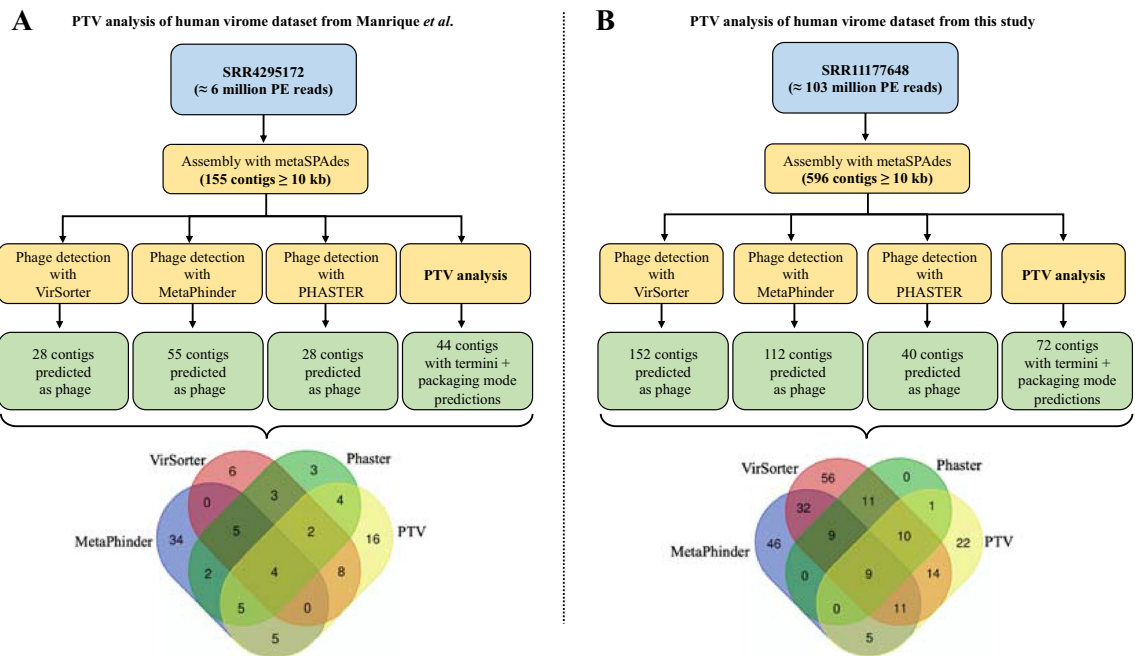 A
PTV analysis of human virome dataset from Manrique et al.
SRR4295172
(≈ 6 million PE reads)
Assembly with metaSPAdes
(155 contigs ≥ 10 kb)
Phage detection
with
VirSorter
Phage detection
with
MetaPhinder
Phage detection
with
PHASTER
PTV analysis
28 contigs
predicted
as phage
55 contigs
predicted
as phage
28 contigs
predicted
as phage
44 contigs
with termini +
packaging mode
predictions
VirSorter
Phaster
MetaPhinder
PTV
6
3
0
3
4
34
5
2
16
2
4
8
5
0
5
B
PTV analysis of human virome dataset from this study
SRR11177648
(≈ 103 million PE reads)
Assembly with metaSPAdes
(596 contigs ≥ 10 kb)
Phage detection
with
VirSorter
Phage detection
with
MetaPhinder
Phage detection
with
PHASTER
PTV analysis
152 contigs
predicted
as phage
112 contigs
predicted
as phage
40 contigs
predicted
as phage
72 contigs
with termini +
packaging mode
predictions
VirSorter
Phaster
MetaPhinder
PTV
56
0
32
11
1
46
9
10
22
0
9
14
0
11
5